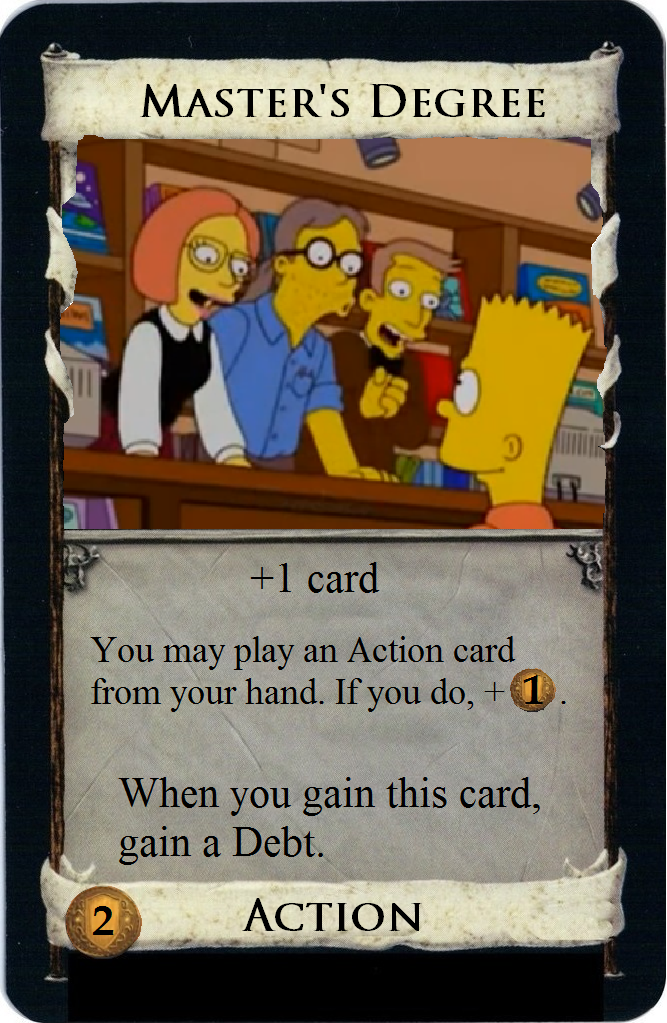 MASTER'S DEGREE
+1 card
You may play an Action card
from your hand. If you do, +1.
When you gain this card,
gain a Debt.
2 ACTION